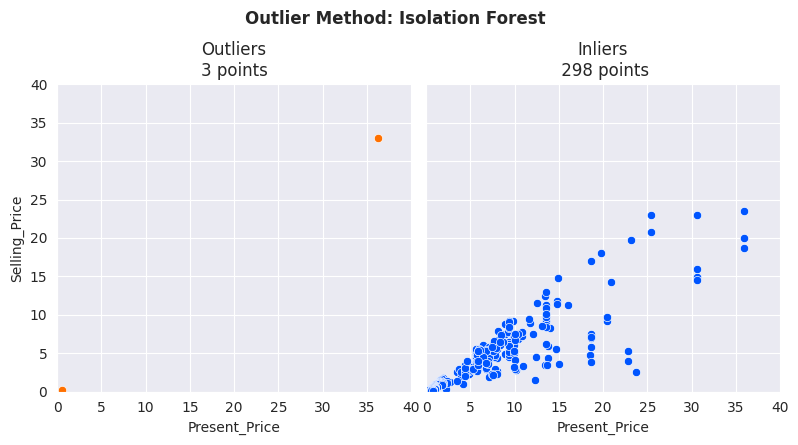 Outlier Method: Isolation Forest
Outliers
3 points
Inliers
298 points
Selling_Price
40
35
30
25
20
15
10
5
0
0 5 10 15 20 25 30 35 40
0 5 10 15 20 25 30 35 40
Present_Price
Present_Price